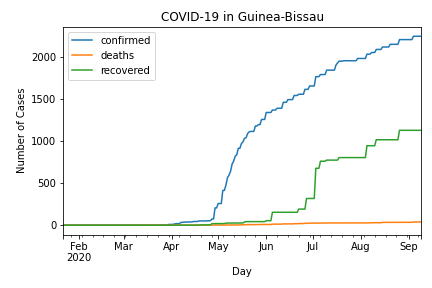 COVID-19 in Guinea-Bissau
confirmed
deaths
recovered
Number of Cases
2000
1500
1000
500
0
Feb Mar Apr May Jun Jul Aug Sep
2020
Day